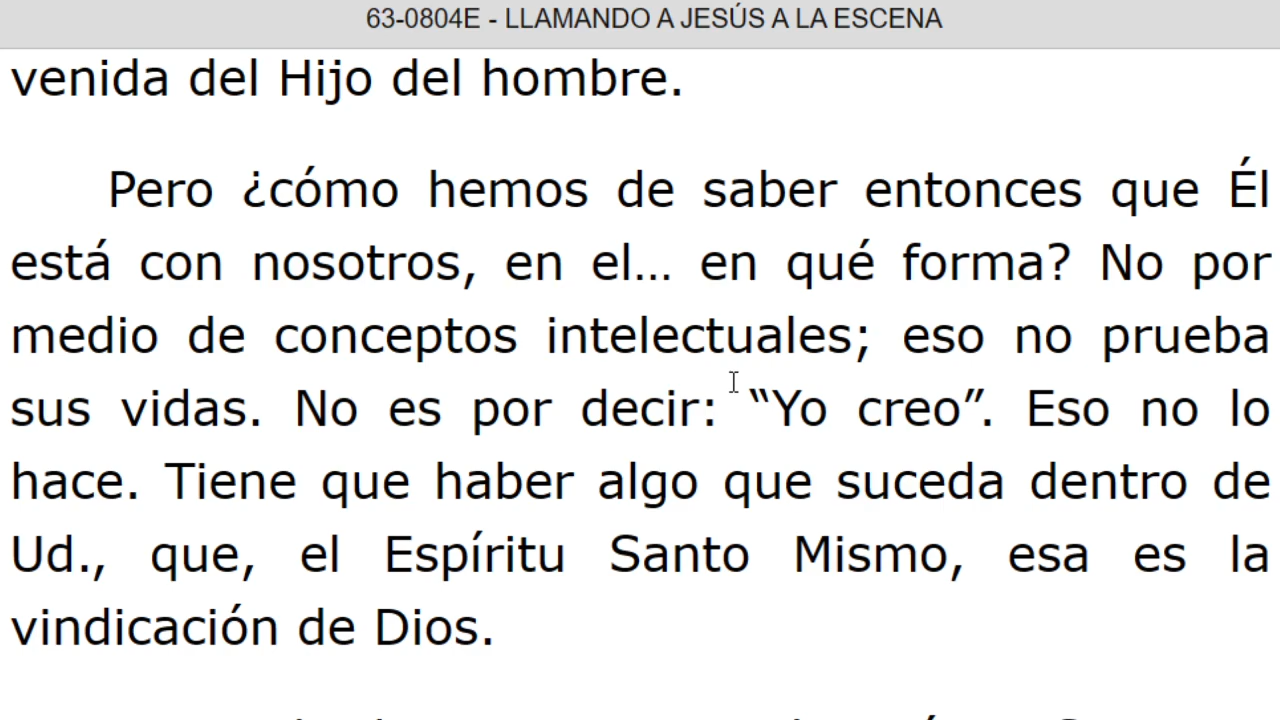 63-0804E - LLAMANDO A JESÚS A LA ESCENA
venida del Hijo del hombre.
Pero ¿cómo hemos de saber entonces que Él
está con nosotros, en el... en qué forma? No por
medio de conceptos intelectuales; eso no prueba
sus vidas. No es por decir: “Yo creo”. Eso no lo
hace. Tiene que haber algo que suceda dentro de
Ud., que, el Espíritu Santo Mismo, esa es la
vindicación de Dios.